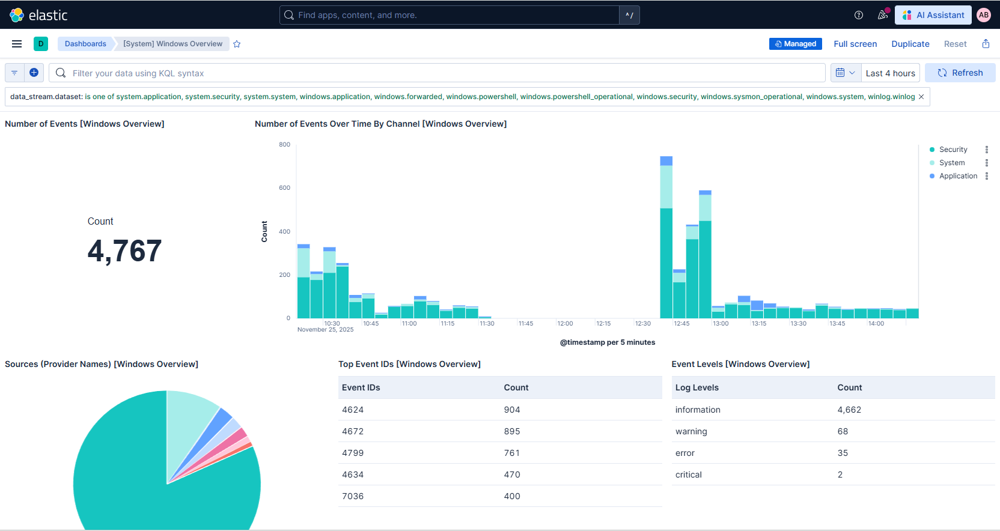 elastic
Find apps, content, and more.
^ /
AI Assistant
AB
D
Dashboards
[System] Windows Overview
Managed
Full screen
Duplicate
Reset
Filter your data using KQL syntax
Last 4 hours
Refresh
data_stream.dataset: is one of system.application, system.security, system.system, windows.application, windows.forwarded, windows.powershell, windows.powershell_operational, windows.security, windows.sysmon_operational, windows.system, winlog.winlog
Number of Events [Windows Overview]
Count
4,767
Number of Events Over Time By Channel [Windows Overview]
Count
800
600
400
200
0
10:30 10:45 11:00 11:15 11:30 11:45 12:00 12:15 12:30 12:45 13:00 13:15 13:30 13:45 14:00
November 25, 2025
@timestamp per 5 minutes
Security
System
Application
Sources (Provider Names) [Windows Overview]
Top Event IDs [Windows Overview]
Event IDs Count
4624 904
4672 895
4799 761
4634 470
7036 400
Event Levels [Windows Overview]
Log Levels Count
information 4,662
warning 68
error 35
critical 2